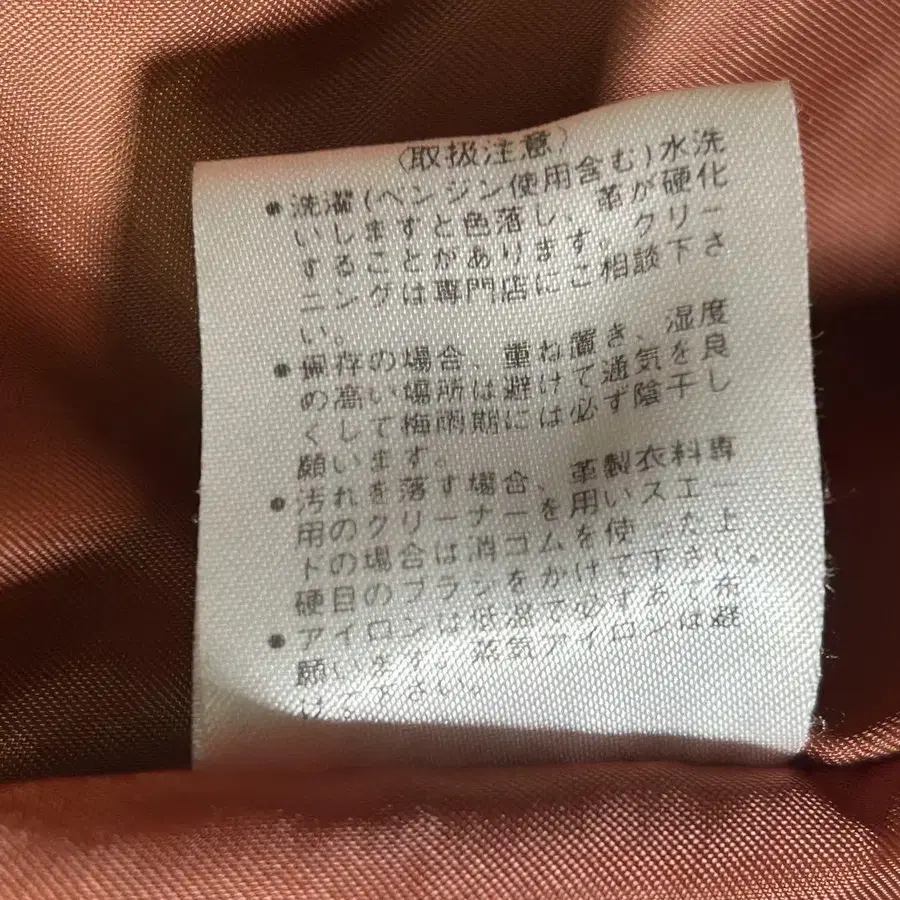 〈取扱注意〉
●洗濯(ベンジン使用含む)水洗
いしますと色落し、革が硬化
することがあります。クリー
ニングは専門店にご相談下さ
い。
●保存の場合、重ね置き、湿度
の高い場所は避けて通気を良
くして梅雨期には必ず陰干し
願います。
●汚れを落す場合、革製衣料専
用のクリーナーを用いスエー
ドの場合は消ゴムを使った上
硬目のブラシをかけて下さい。
●アイロンは低温で必ずあて布
願います。蒸気アイロンは避
けて下さい。